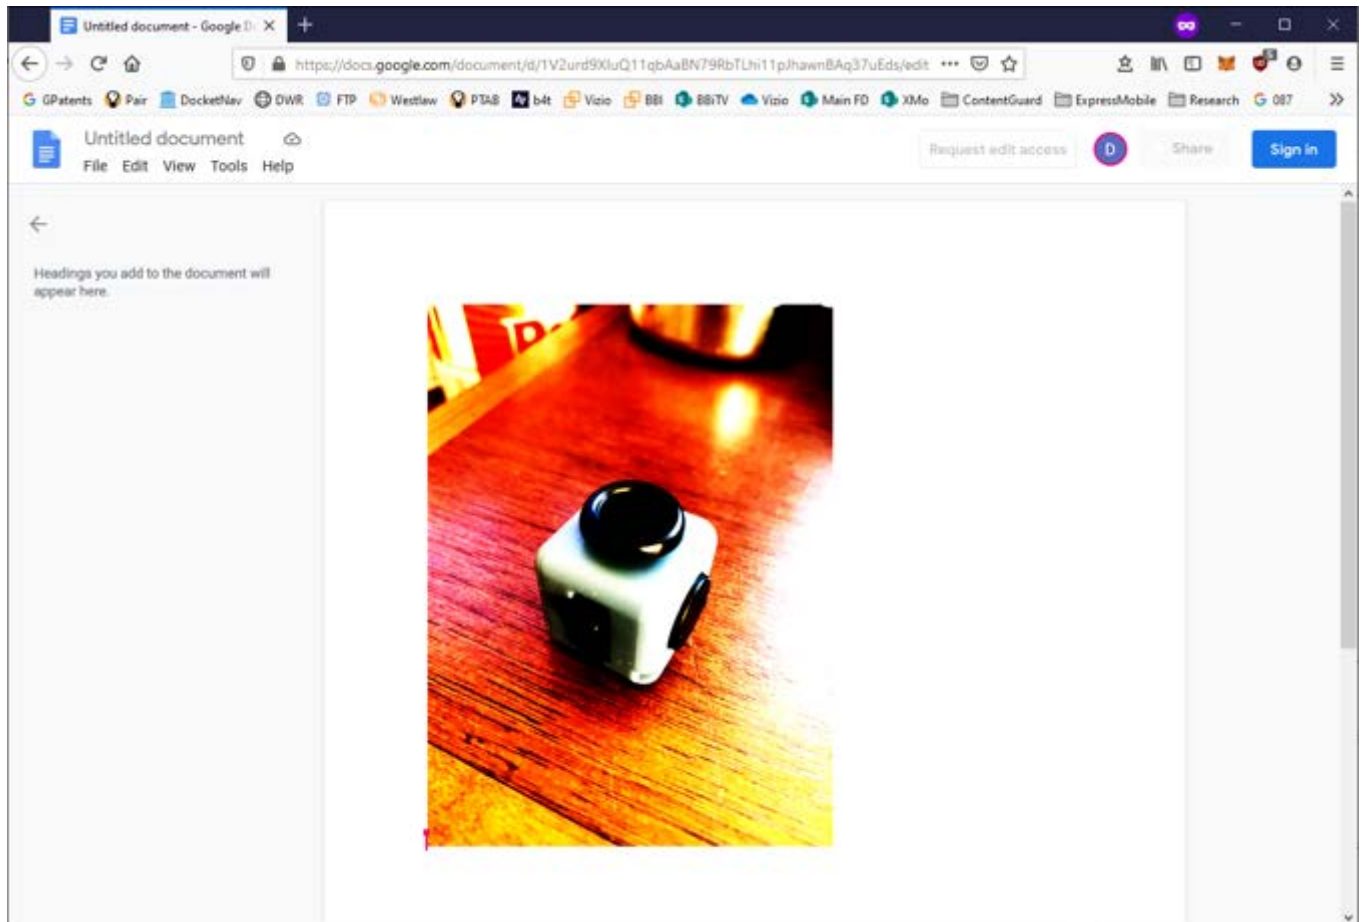 Untitled document - Google D
https://docs.google.com/document/d/1V2urd9XluQ11qbAaBN79RbTLhi11pJhawnBAq37uEds/edit
GPatents Pair DocketNav DWR FTP Westlaw PTAB b4t Vizio BBI BBiTV Vizio Main FD XMo ContentGuard ExpressMobile Research 087
Untitled document
File Edit View Tools Help
Request edit access D Share Sign in
Headings you add to the document will
appear here.